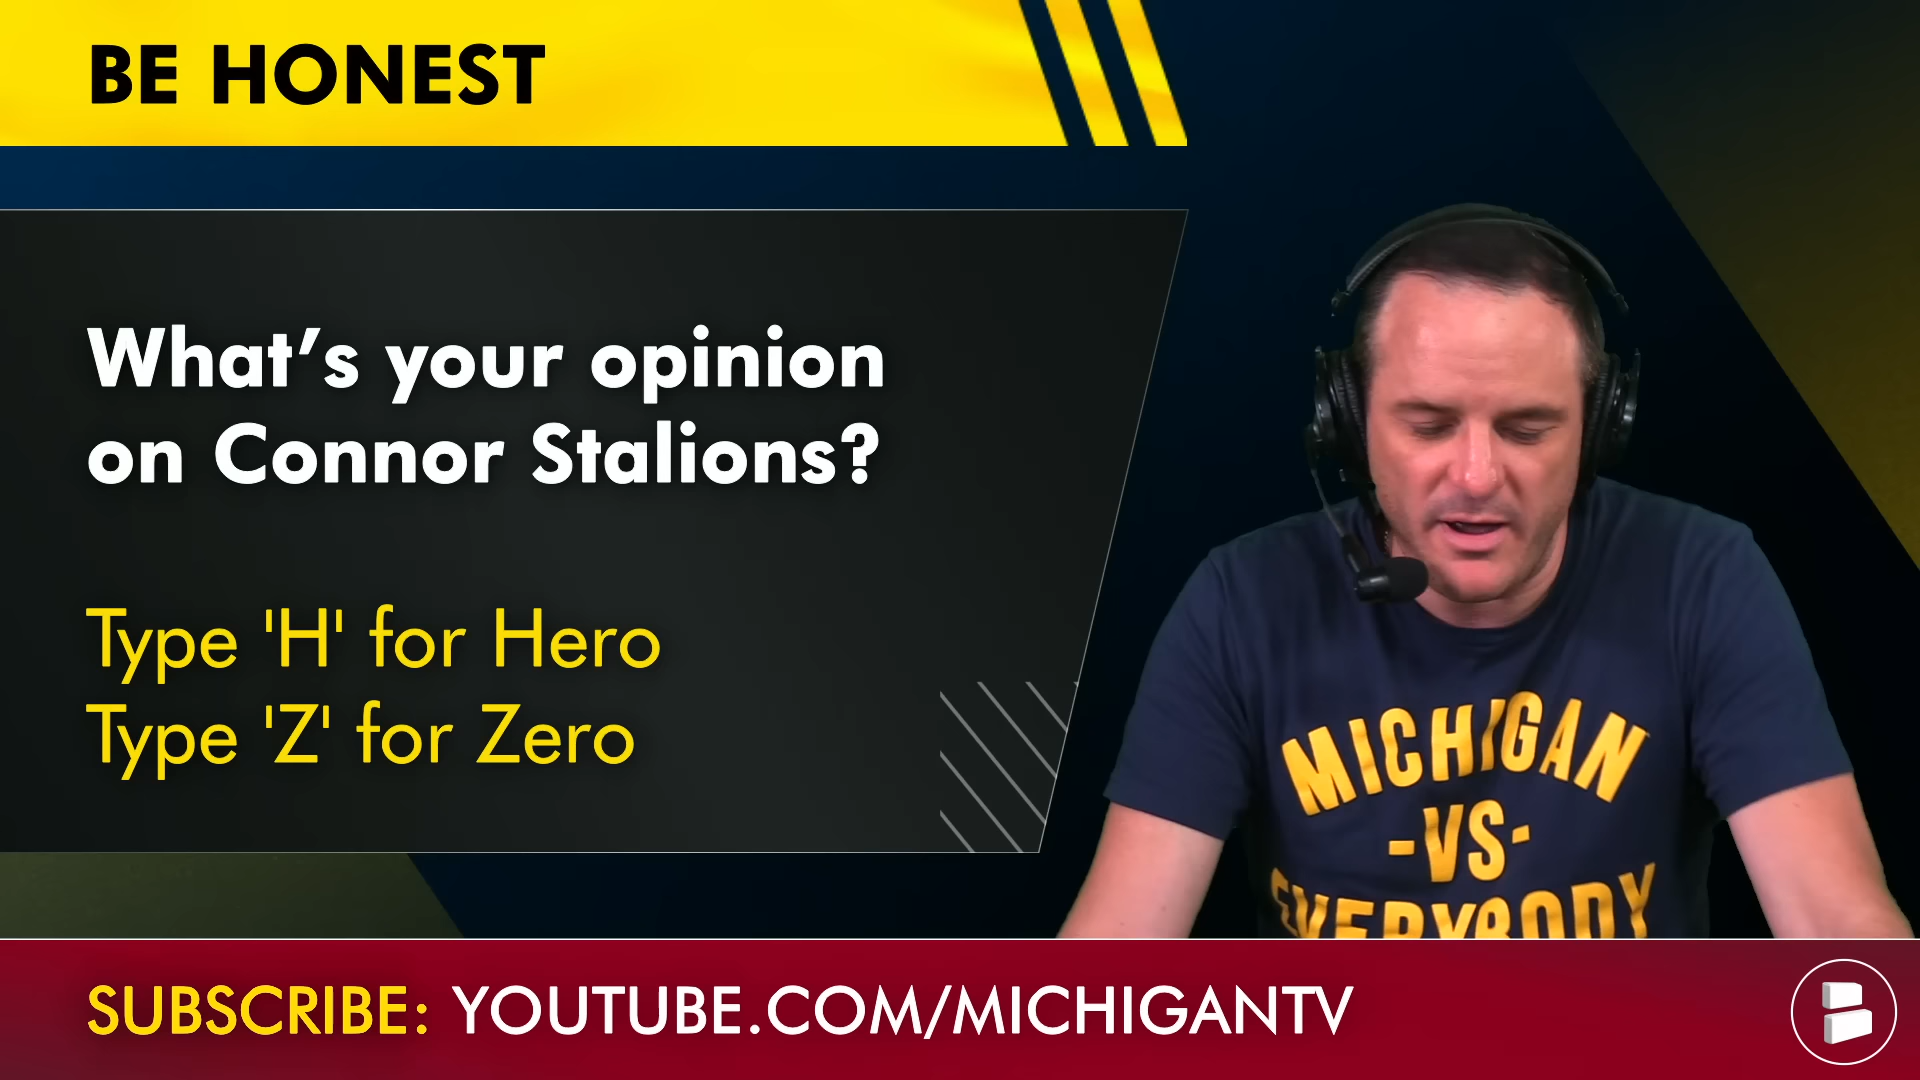 BE HONEST
What’s your opinion
on Connor Stalions?
Type 'H' for Hero
Type 'Z' for Zero
MICHIGAN
-VS-
EVERYBODY
SUBSCRIBE: YOUTUBE.COM/MICHIGANTV